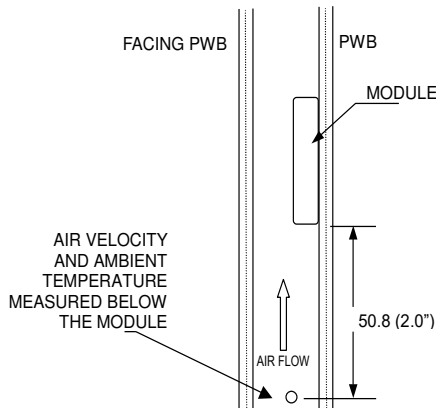 FACING PWB
PWB
MODULE
AIR VELOCITY
AND AMBIENT
TEMPERATURE
MEASURED BELOW
THE MODULE
AIR FLOW
50.8 (2.0”)